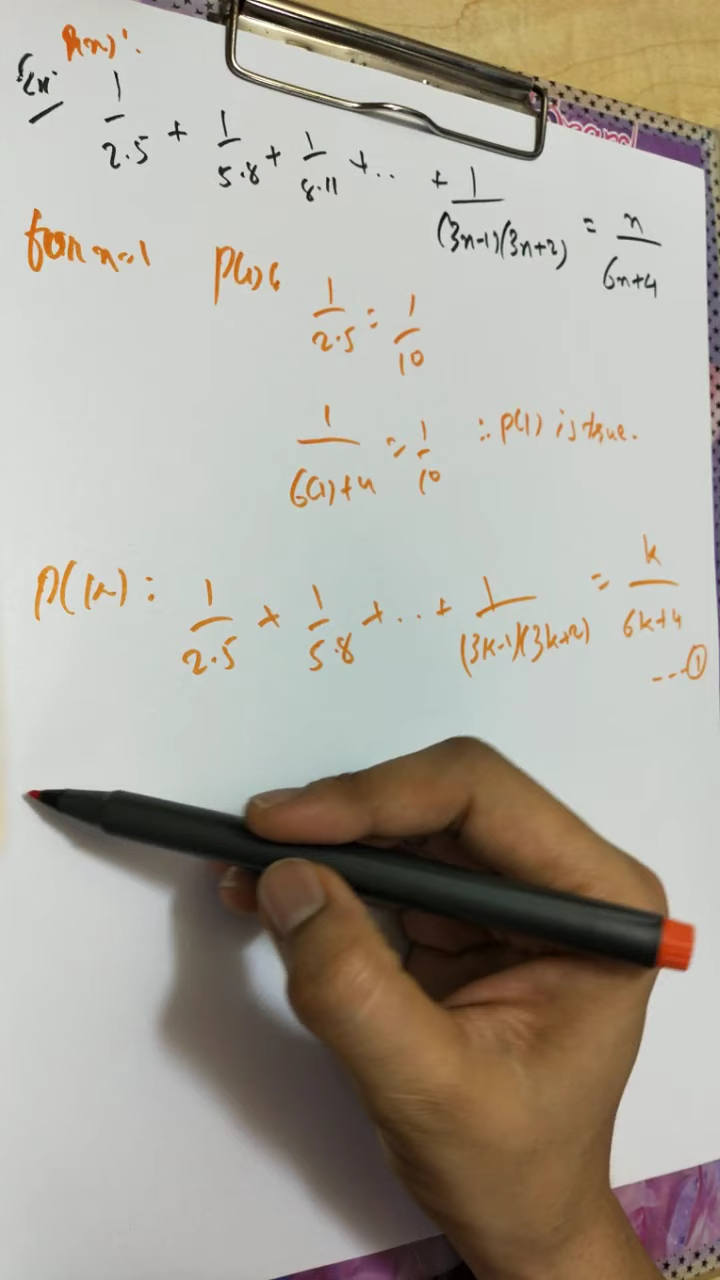 P(n):
Ex: 1/2.5 + 1/5.8 + 1/8.11 + .. + 1/(3n-1)(3n+2) = n/6n+4
for n=1 P(1): 1/2.5 = 1/10
1/6(1)+4 = 1/10 ∴ P(1) is true.
P(k): 1/2.5 + 1/5.8 + .. + 1/(3k-1)(3k+2) = k/6k+4
---①